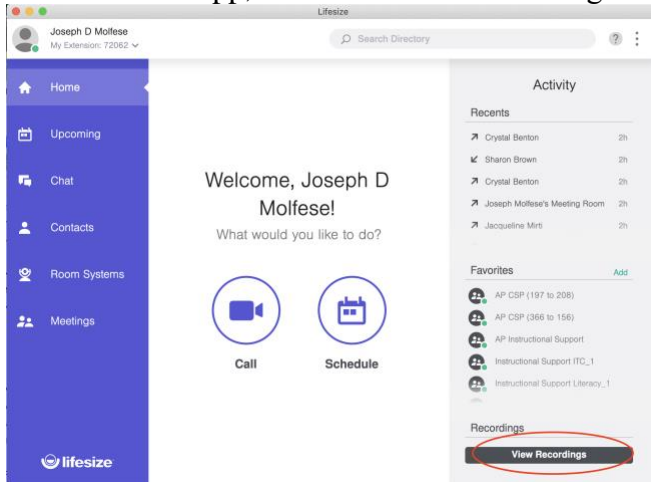 app,
Lifesize
Joseph D Molfese
My Extension: 72062
Search Directory
?
Home
Upcoming
Chat
Contacts
Room Systems
Meetings
lifesize
Welcome, Joseph D
Molfese!
What would you like to do?
Call Schedule
Activity
Recents
Crystal Benton 2h
Sharon Brown 2h
Crystal Benton 2h
Joseph Molfese's Meeting Room 2h
Jacqueline Mirti 2h
Favorites Add
AP CSP (197 to 208)
AP CSP (366 to 156)
AP Instructional Support
Instructional Support ITC_1
Instructional Support Literacy_1
Recordings
View Recordings